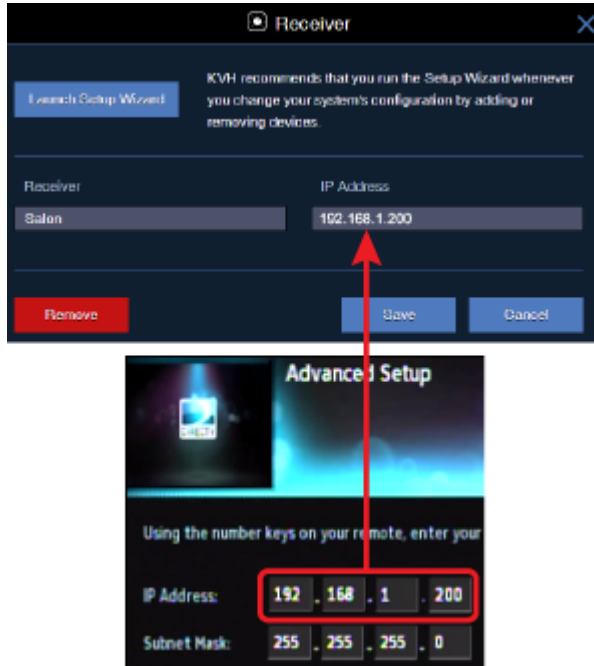 Receiver
Launch Setup Wizard
KVH recommends that you run the Setup Wizard whenever
you change your system's configuration by adding or
removing devices.
Receiver
IP Address
Salon
192.168.1.200
Remove
Save
Cancel
Advanced Setup
DIRECTV
Using the number keys on your remote, enter your
IP Address: 192 . 168 . 1 . 200
Subnet Mask: 255 . 255 . 255 . 0